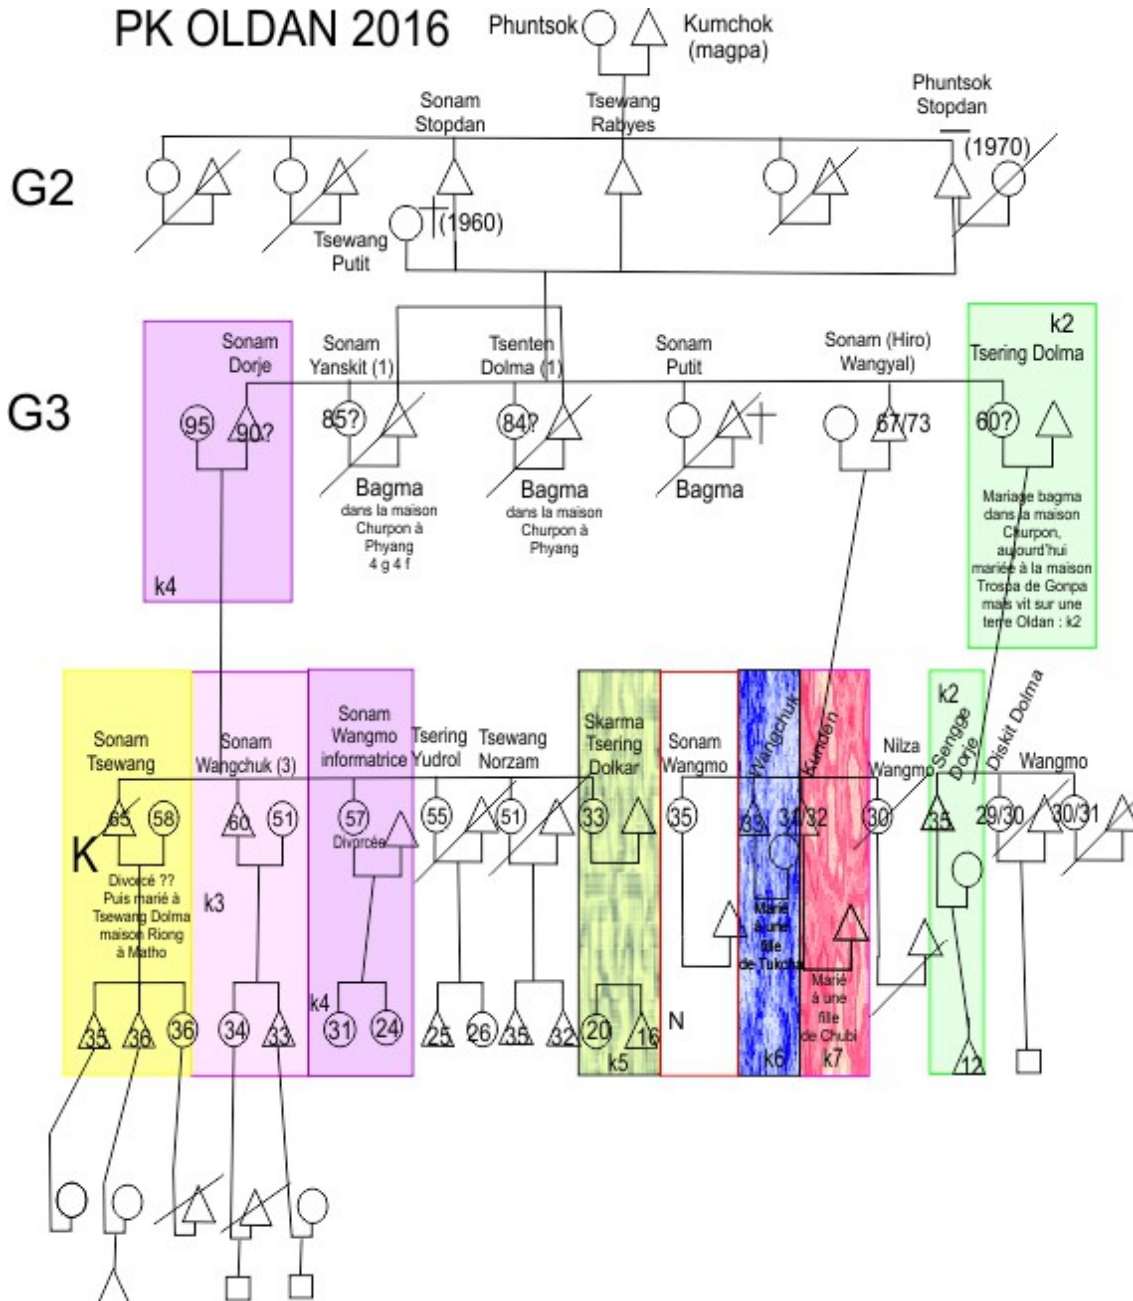 PK OLDAN 2016
Phuntsok
Kumchok
(magpa)
Sonam
Stopdan
Tsewang
Rabyes
Phuntsok
Stopdan
(1970)
G2
(1960)
Tsewang
Putit
Sonam
Dorje
Sonam
Yanskit (1)
Tsenten
Dolma (1)
Sonam
Putit
Sonam (Hiro)
Wangyal)
k2
Tsering Dolma
G3
95
90?
85?
84?
67/73
60?
Bagma
dans la maison
Churpon à
Phyang
4 g 4 f
Bagma
dans la maison
Churpon à
Phyang
Bagma
Mariage bagma
dans la maison
Churpon,
aujourd'hui
mariée à la maison
Trospa de Gonpa
mais vit sur une
terre Oldan : k2
k4
Sonam
Tsewang
Sonam
Wangchuk (3)
Sonam
Wangmo
informatrice
Tsering
Yudrol
Tsewang
Norzam
Skarma
Tsering
Dolkar
Sonam
Wangmo
Wangchuk
Kunden
Nilza
Wangmo
k2
Sengge
Dorje
Diskit Dolma
Wangmo
65
58
60
51
57
55
51
33
35
33
31/32
30
35
29/30
30/31
K
Divorcé ??
Puis marié à
Tsewang Dolma
maison Riong
à Matho
k3
Divorcée
Marié
à une
fille
de Tukcha
Marié
à une
fille
de Chubi
k4
35
36
36
34
33
31
24
25
26
35
32
20
16
k5
N
k6
k7
12